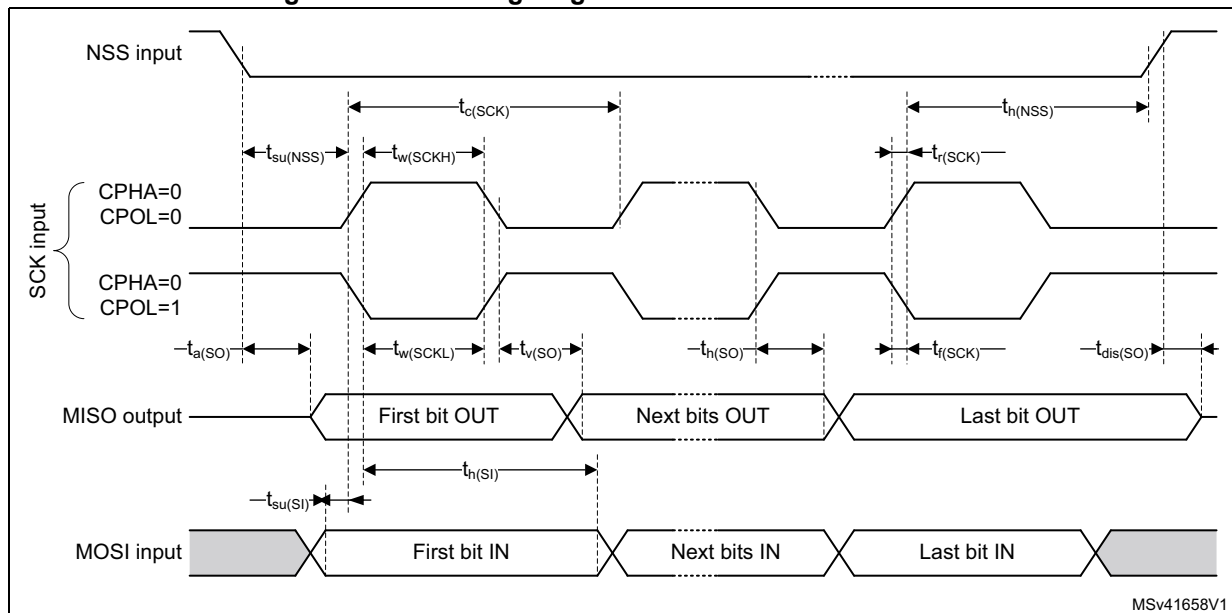 NSS input
tc(SCK)
th(NSS)
tsu(NSS)
tw(SCKH)
tr(SCK)
SCK input
CPHA=0
CPOL=0
CPHA=0
CPOL=1
ta(SO)
tw(SCKL)
tv(SO)
th(SO)
tf(SCK)
tdis(SO)
MISO output
First bit OUT
Next bits OUT
Last bit OUT
th(SI)
tsu(SI)
MOSI input
First bit IN
Next bits IN
Last bit IN
MSv41658V1